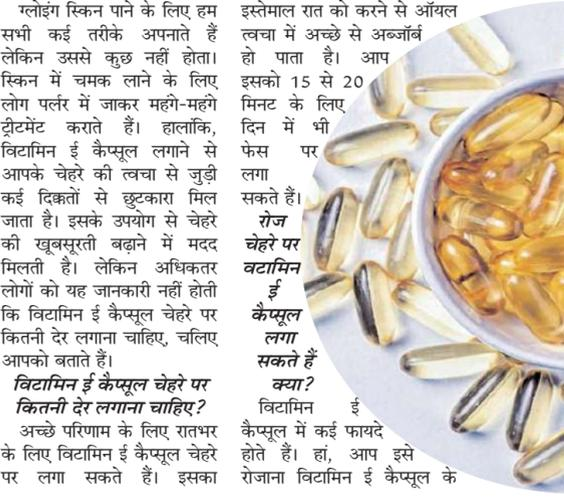 ग्लोइंग स्किन पाने के लिए हम
सभी कई तरीके अपनाते हैं
लेकिन उससे कुछ नहीं होता।
स्किन में चमक लाने के लिए
लोग पर्लर में जाकर महंगे-महंगे
ट्रीटमेंट कराते हैं। हालांकि,
विटामिन ई कैप्सूल लगाने से
आपके चेहरे की त्वचा से जुड़ी
कई दिक्कतों से छुटकारा मिल
जाता है। इसके उपयोग से चेहरे
की खूबसूरती बढ़ाने में मदद
मिलती है। लेकिन अधिकतर
लोगों को यह जानकारी नहीं होती
कि विटामिन ई कैप्सूल चेहरे पर
कितनी देर लगाना चाहिए, चलिए
आपको बताते हैं।
विटामिन ई कैप्सूल चेहरे पर
कितनी देर लगाना चाहिए?
अच्छे परिणाम के लिए रातभर
के लिए विटामिन ई कैप्सूल चेहरे
पर लगा सकते हैं। इसका
इस्तेमाल रात को करने से ऑयल
त्वचा में अच्छे से अब्जॉर्ब
हो पाता है। आप
इसको 15 से 20
मिनट के लिए
दिन में भी
फेस पर
लगा
सकते हैं।
रोज
चेहरे पर
वटामिन
ई
कैप्सूल
लगा
सकते हैं
क्या?
विटामिन ई
कैप्सूल में कई फायदे
होते हैं। हां, आप इसे
रोजाना विटामिन ई कैप्सूल के